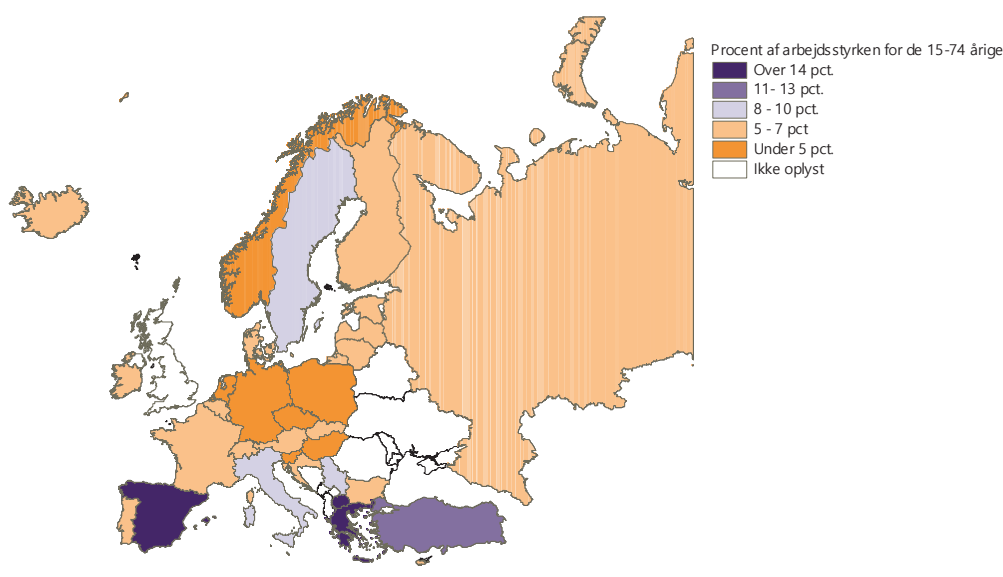 Procent af arbejdsstyrken for de 15-74 årige
Over 14 pct.
11- 13 pct.
8 - 10 pct.
5 - 7 pct
Under 5 pct.
Ikke oplyst